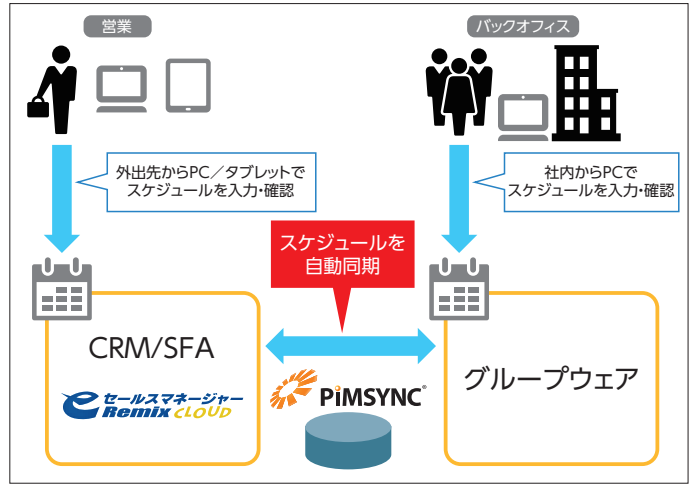 営業
バックオフィス
外出先からPC／タブレットで
スケジュールを入力・確認
社内からPCで
スケジュールを入力・確認
スケジュールを
自動同期
CRM/SFA
eセールスマネージャー
Remix CLOUD
PiMSYNC®
グループウェア